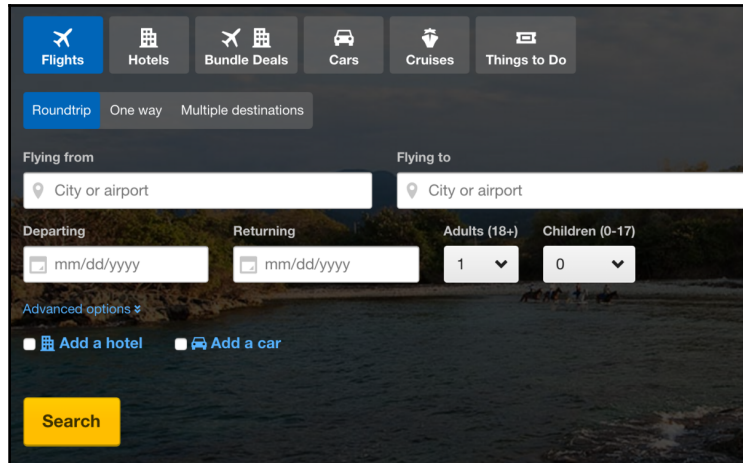 Flights Hotels Bundle Deals Cars Cruises Things to Do
Roundtrip One way Multiple destinations
Flying from Flying to
City or airport City or airport
Departing Returning Adults (18+) Children (0-17)
mm/dd/yyyy mm/dd/yyyy 1 0
Advanced options
Add a hotel Add a car
Search